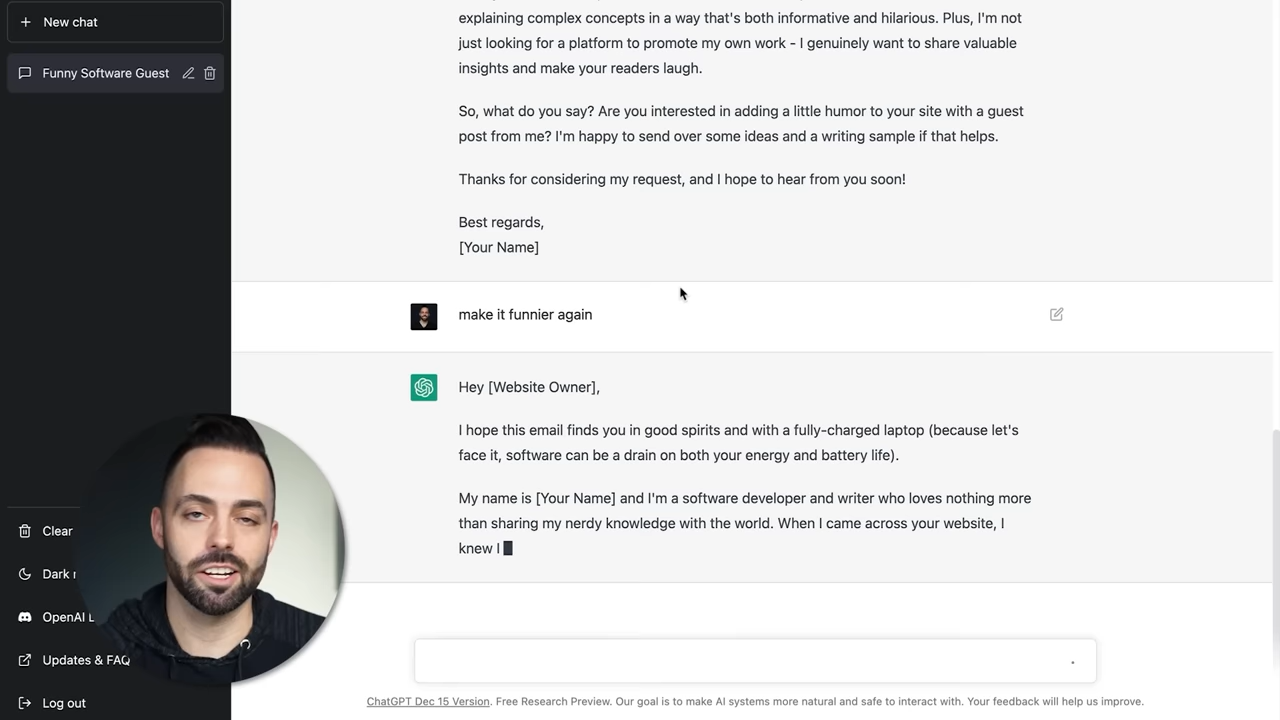 New chat
Funny Software Guest
explaining complex concepts in a way that's both informative and hilarious. Plus, I'm not
just looking for a platform to promote my own work - I genuinely want to share valuable
insights and make your readers laugh.
So, what do you say? Are you interested in adding a little humor to your site with a guest
post from me? I'm happy to send over some ideas and a writing sample if that helps.
Thanks for considering my request, and I hope to hear from you soon!
Best regards,
[Your Name]
make it funnier again
Hey [Website Owner],
I hope this email finds you in good spirits and with a fully-charged laptop (because let's
face it, software can be a drain on both your energy and battery life).
My name is [Your Name] and I'm a software developer and writer who loves nothing more
than sharing my nerdy knowledge with the world. When I came across your website, I
knew I
Clear
Dark
OpenAI
Updates & FAQ
Log out
ChatGPT Dec 15 Version. Free Research Preview. Our goal is to make AI systems more natural and safe to interact with. Your feedback will help us improve.